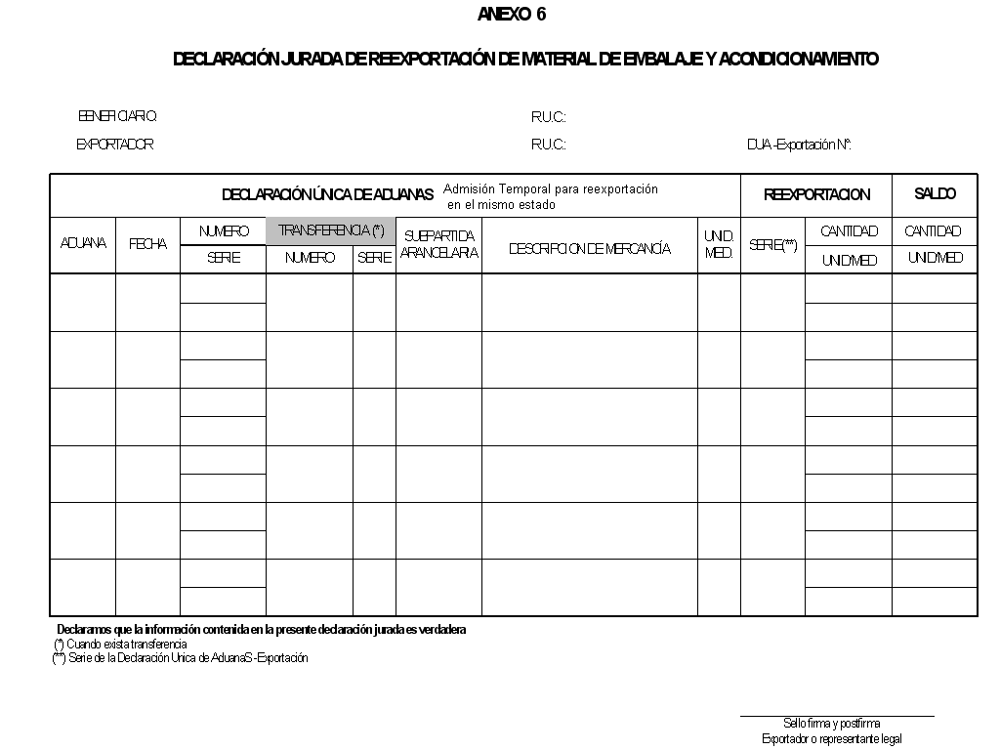 ANEXO 6
DECLARACIÓN JURADA DE REEXPORTACIÓN DE MATERIAL DE EMBALAJE Y ACONDICIONAMIENTO
BENEFICIARIO: R.U.C.:
EXPORTADOR R.U.C.: DUA -Exportación Nº:
DECLARACIÓN ÚNICA DE ADUANAS Admisión Temporal para reexportación
en el mismo estado
REEXPORTACION SALDO
ADUANA FECHA NUMERO TRANSFERENCIA (*) SUBPARTIDA
ARANCELARIA DESCRIPCION DE MERCANCÍA UNID.
MED. SERIE(**) CANTIDAD CANTIDAD
SERIE NUMERO SERIE UNID/MED UNID/MED
Declaramos que la información contenida en la presente declaración jurada es verdadera
(*) Cuando exista transferencia
(**) Serie de la Declaración Unica de AduanaS -Exportación
Sello firma y postfirma
Exportador o representante legal